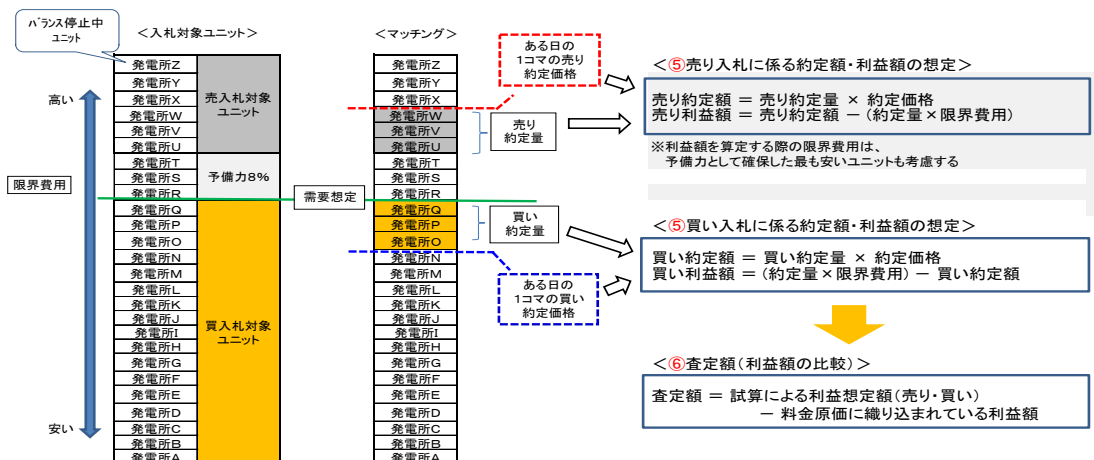 バランス停止中
ユニット
＜入札対象ユニット＞
発電所Z
発電所Y
発電所X
発電所W
発電所V
発電所U
発電所T
発電所S
発電所R
発電所Q
発電所P
発電所O
発電所N
発電所M
発電所L
発電所K
発電所J
発電所I
発電所H
発電所G
発電所F
発電所E
発電所D
発電所C
発電所B
発電所A
売入札対象
ユニット
予備力8%
買入札対象
ユニット
高い
限界費用
安い
需要想定
＜マッチング＞
発電所Z
発電所Y
発電所X
発電所W
発電所V
発電所U
発電所T
発電所S
発電所R
発電所Q
発電所P
発電所O
発電所N
発電所M
発電所L
発電所K
発電所J
発電所I
発電所H
発電所G
発電所F
発電所E
発電所D
発電所C
発電所B
発電所A
ある日の
1コマの売り
約定価格
売り
約定量
買い
約定量
ある日の
1コマの買い
約定価格
＜⑤売り入札に係る約定額・利益額の想定＞
売り約定額 ＝ 売り約定量 × 約定価格
売り利益額 ＝ 売り約定額 － (約定量×限界費用)
※利益額を算定する際の限界費用は、
予備力として確保した最も安いユニットも考慮する
＜⑤買い入札に係る約定額・利益額の想定＞
買い約定額 ＝ 買い約定量 × 約定価格
買い利益額 ＝ (約定量×限界費用) － 買い約定額
＜⑥査定額(利益額の比較)＞
査定額 ＝ 試算による利益想定額(売り・買い)
－ 料金原価に織り込まれている利益額